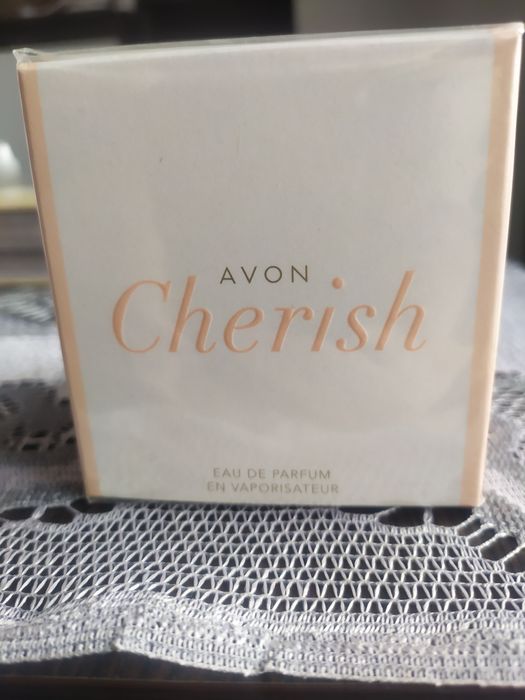 AVON
Cherish
EAU DE PARFUM
EN VAPORISATEUR